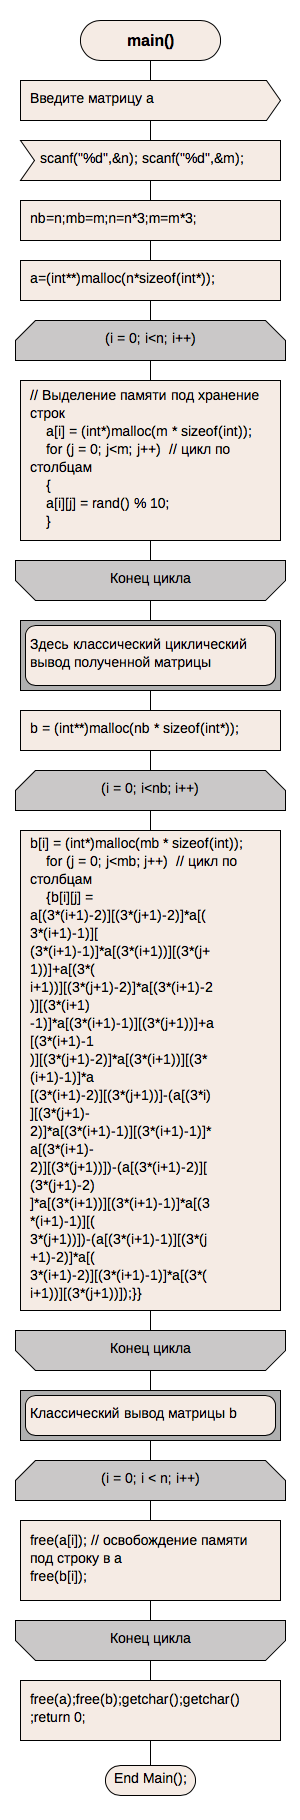 main()
Введите матрицу a
scanf("%d",&n); scanf("%d",&m);
nb=n;mb=m;n=n*3;m=m*3;
a=(int**)malloc(n*sizeof(int*));
(i = 0; i<n; i++)
// Выделение памяти под хранение
строк
a[i] = (int*)malloc(m * sizeof(int));
for (j = 0; j<m; j++)  // цикл по
столбцам
{
a[i][j] = rand() % 10;
}
Конец цикла
Здесь классический циклический
вывод полученной матрицы
b = (int**)malloc(nb * sizeof(int*));
(i = 0; i<nb; i++)
b[i] = (int*)malloc(mb * sizeof(int));
for (j = 0; j<mb; j++)  // цикл по
столбцам
{b[i][j] =
a[(3*(i+1)-2)][(3*(j+1)-2)]*a[(
3*(i+1)-1)][
(3*(i+1)-1)]*a[(3*(i+1))][(3*(j+
1))]+a[(3*(
i+1))][(3*(j+1)-2)]*a[(3*(i+1)-2
)][(3*(i+1)
-1)]*a[(3*(i+1)-1)][(3*(j+1))]+a
[(3*(i+1)-1
)][(3*(j+1)-2)]*a[(3*(i+1))][(3*
(i+1)-1)]*a
[(3*(i+1)-2)][(3*(j+1))]-(a[(3*i)
][(3*(j+1)-
2)]*a[(3*(i+1)-1)][(3*(i+1)-1)]*
a[(3*(i+1)-
2)][(3*(j+1))])-(a[(3*(i+1)-2)][
(3*(j+1)-2)
]*a[(3*(i+1))][(3*(i+1)-1)]*a[(3
*(i+1)-1)][(
3*(j+1))])-(a[(3*(i+1)-1)][(3*(j
+1)-2)]*a[(
3*(i+1)-2)][(3*(i+1)-1)]*a[(3*(
i+1))][(3*(j+1))]);}}
Конец цикла
Классический вывод матрицы b
(i = 0; i < n; i++)
free(a[i]); // освобождение памяти
под строку в a
free(b[i]);
Конец цикла
free(a);free(b);getchar();getchar()
;return 0;
End Main();